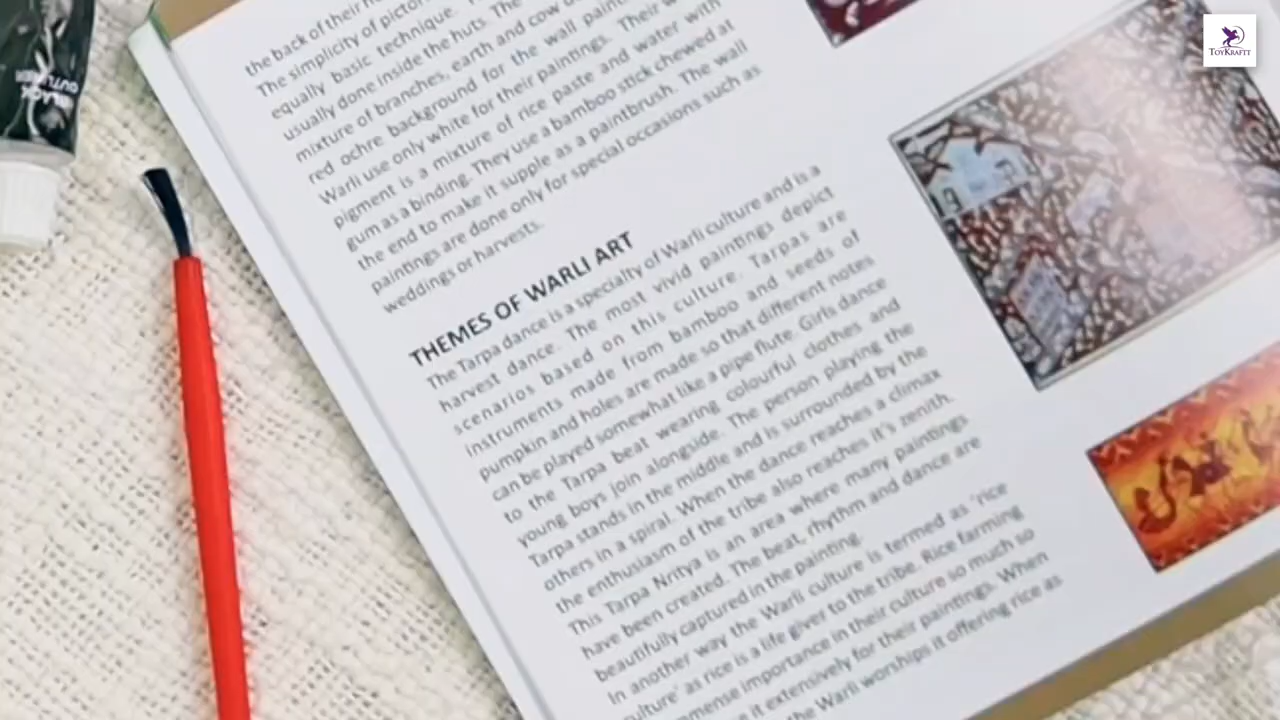 the back of their
The simplicity of pictor
equally basic technique.
usually done inside the huts. The
mixture of branches, earth and cow
red ochre background for the wall
Warli use only white for their paintings. Their
pigment is a mixture of rice paste and water with
gum as a binding. They use a bamboo stick chewed at
the end to make it supple as a paintbrush. The wall
paintings are done only for special occasions such as
weddings or harvests.
THEMES OF WARLI ART
The Tarpa dance is a specialty of Warli culture and is a
harvest dance. The most vivid paintings depict
scenarios based on this culture. Tarpas are
instruments made from bamboo and seeds of
pumpkin and holes are made so that different notes
can be played somewhat like a pipe flute. Girls dance
to the Tarpa beat wearing colourful clothes and
young boys join alongside. The person playing the
Tarpa stands in the middle and is surrounded by the
others in a spiral. When the dance reaches a climax
the enthusiasm of the tribe also reaches it's zenith.
This Tarpa Nritya is an area where many paintings
have been created. The beat, rhythm and dance are
beautifully captured in the painting.
In another way the Warli culture is termed as 'rice
culture' as rice is a life giver to the tribe. Rice farming
mmense importance in their culture so much so
e it extensively for their paintings. When
the Warli worships it offering rice as
BLACK
OUTLINER
TOYKRAFTT